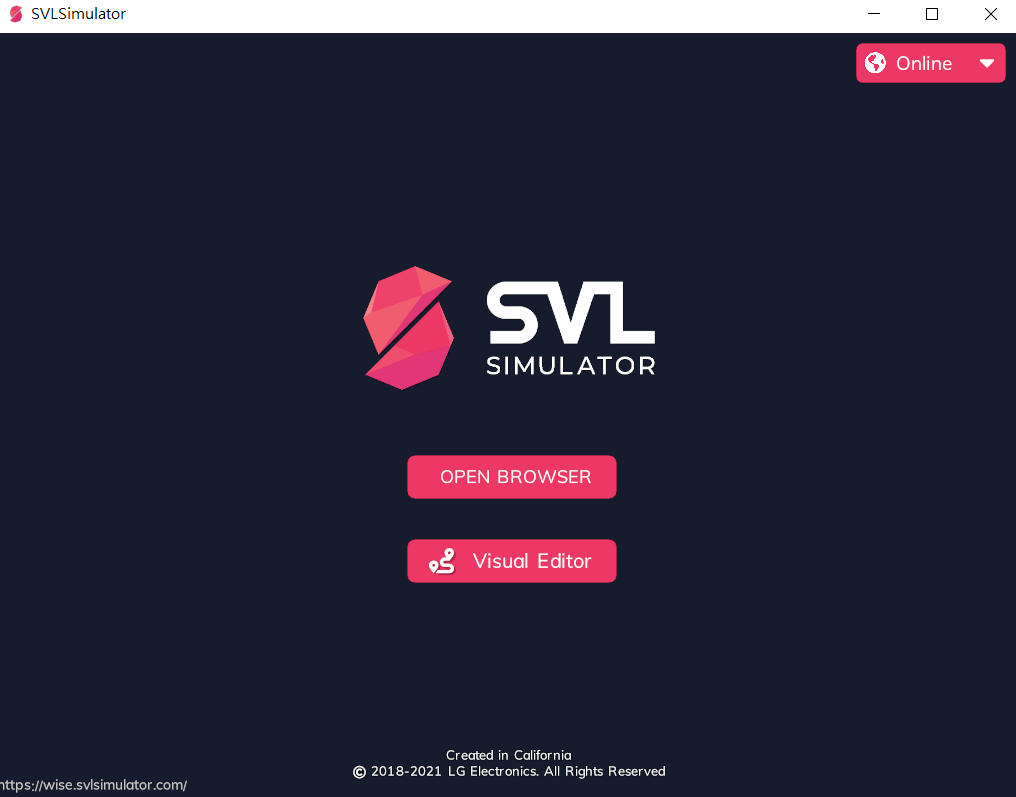 SVLSimulator
Online
SVL
SIMULATOR
OPEN BROWSER
Visual Editor
Created in California
© 2018-2021 LG Electronics. All Rights Reserved
https://wise.svlsimulator.com/